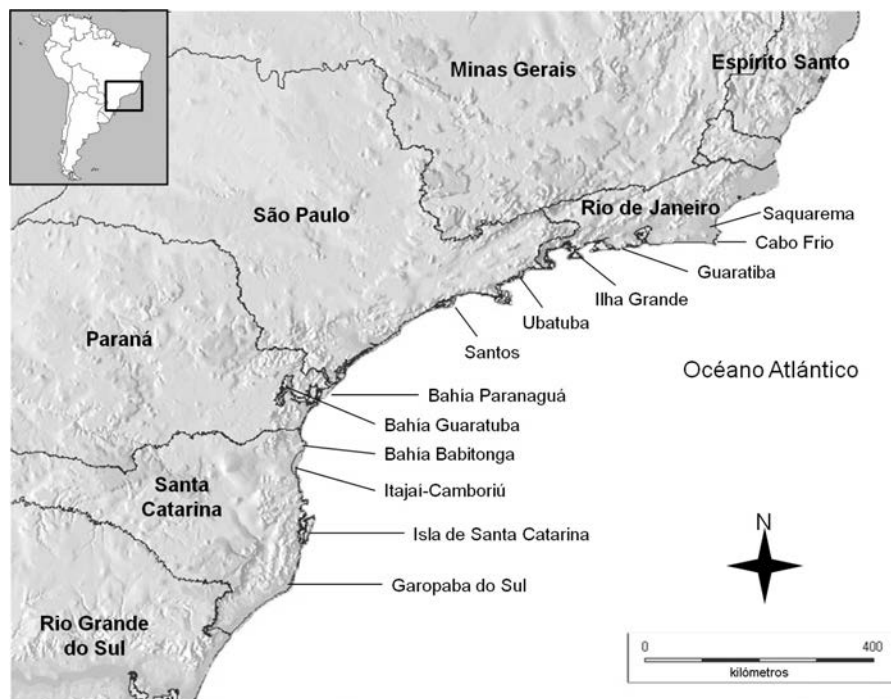 Minas Gerais
Espírito Santo
São Paulo
Rio de Janeiro
Saquarema
Cabo Frio
Guaratiba
Ilha Grande
Ubatuba
Santos
Paraná
Océano Atlántico
Bahía Paranaguá
Bahía Guaratuba
Bahía Babitonga
Itajaí-Camboriú
Santa
Catarina
Isla de Santa Catarina
Garopaba do Sul
N
Rio Grande
do Sul
0
400
kilómetros